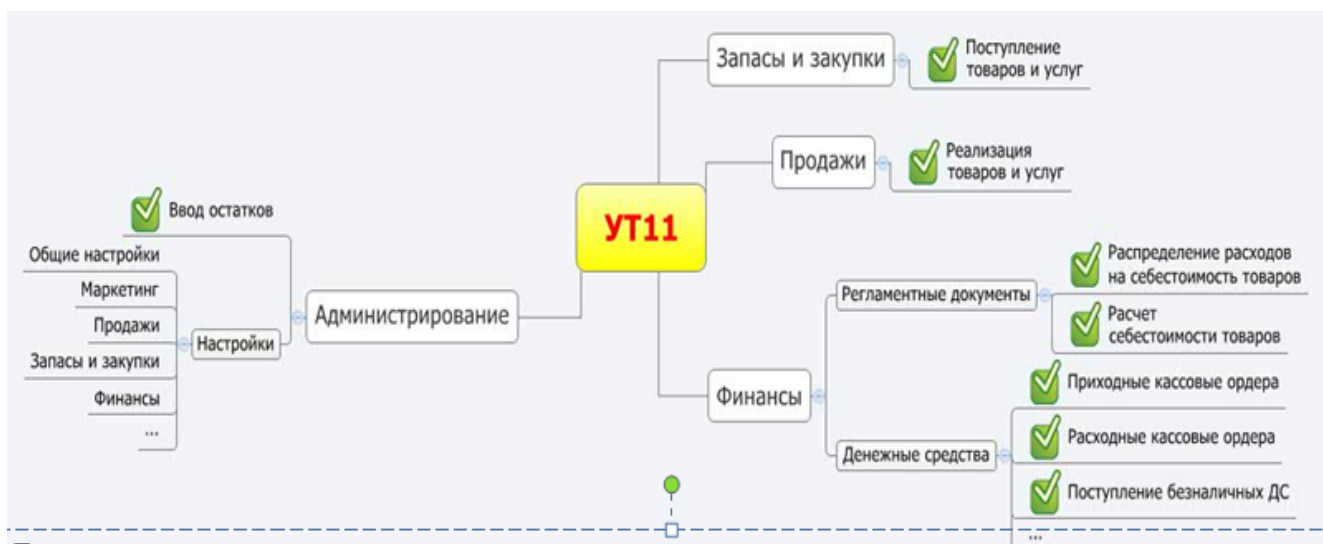 Запасы и закупки
Поступление
товаров и услуг
Продажи
Реализация
товаров и услуг
УТ11
Ввод остатков
Общие настройки
Маркетинг
Продажи
Запасы и закупки
Финансы
...
Настройки
Администрирование
Финансы
Регламентные документы
Распределение расходов
на себестоимость товаров
Расчет
себестоимости товаров
Денежные средства
Приходные кассовые ордера
Расходные кассовые ордера
Поступление безналичных ДС
...